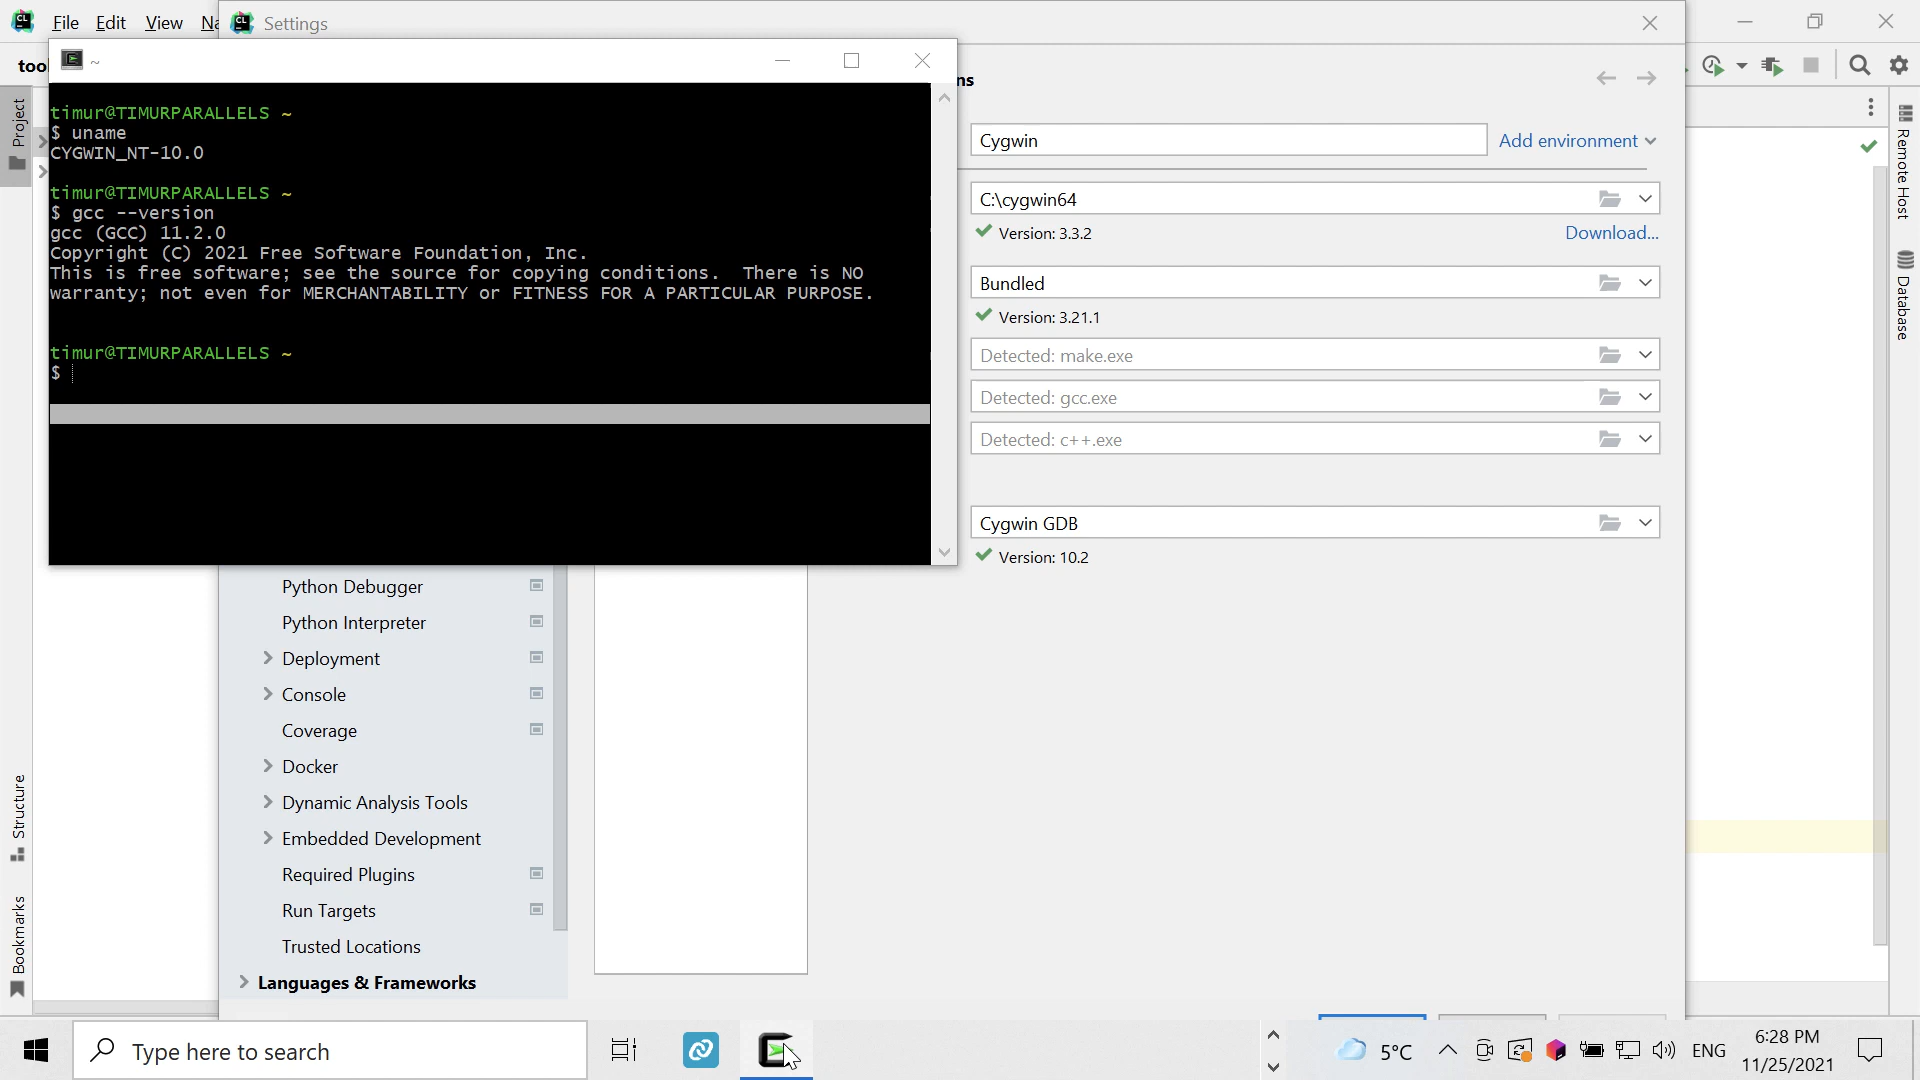 File Edit View Na
Settings
too
~
ns
timur@TIMURPARALLELS ~
$ uname
CYGWIN_NT-10.0
timur@TIMURPARALLELS ~
$ gcc --version
gcc (GCC) 11.2.0
Copyright (C) 2021 Free Software Foundation, Inc.
This is free software; see the source for copying conditions.  There is NO
warranty; not even for MERCHANTABILITY or FITNESS FOR A PARTICULAR PURPOSE.
timur@TIMURPARALLELS ~
$
Cygwin
Add environment
C:\cygwin64
Version: 3.3.2
Download...
Bundled
Version: 3.21.1
Detected: make.exe
Detected: gcc.exe
Detected: c++.exe
Cygwin GDB
Version: 10.2
Python Debugger
Python Interpreter
Deployment
Console
Coverage
Docker
Dynamic Analysis Tools
Embedded Development
Required Plugins
Run Targets
Trusted Locations
Languages & Frameworks
Project
Structure
Bookmarks
Remote Host
Database
Type here to search
5°C
ENG
6:28 PM
11/25/2021